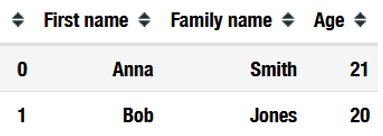 First name Family name Age
0 Anna Smith 21
1 Bob Jones 20